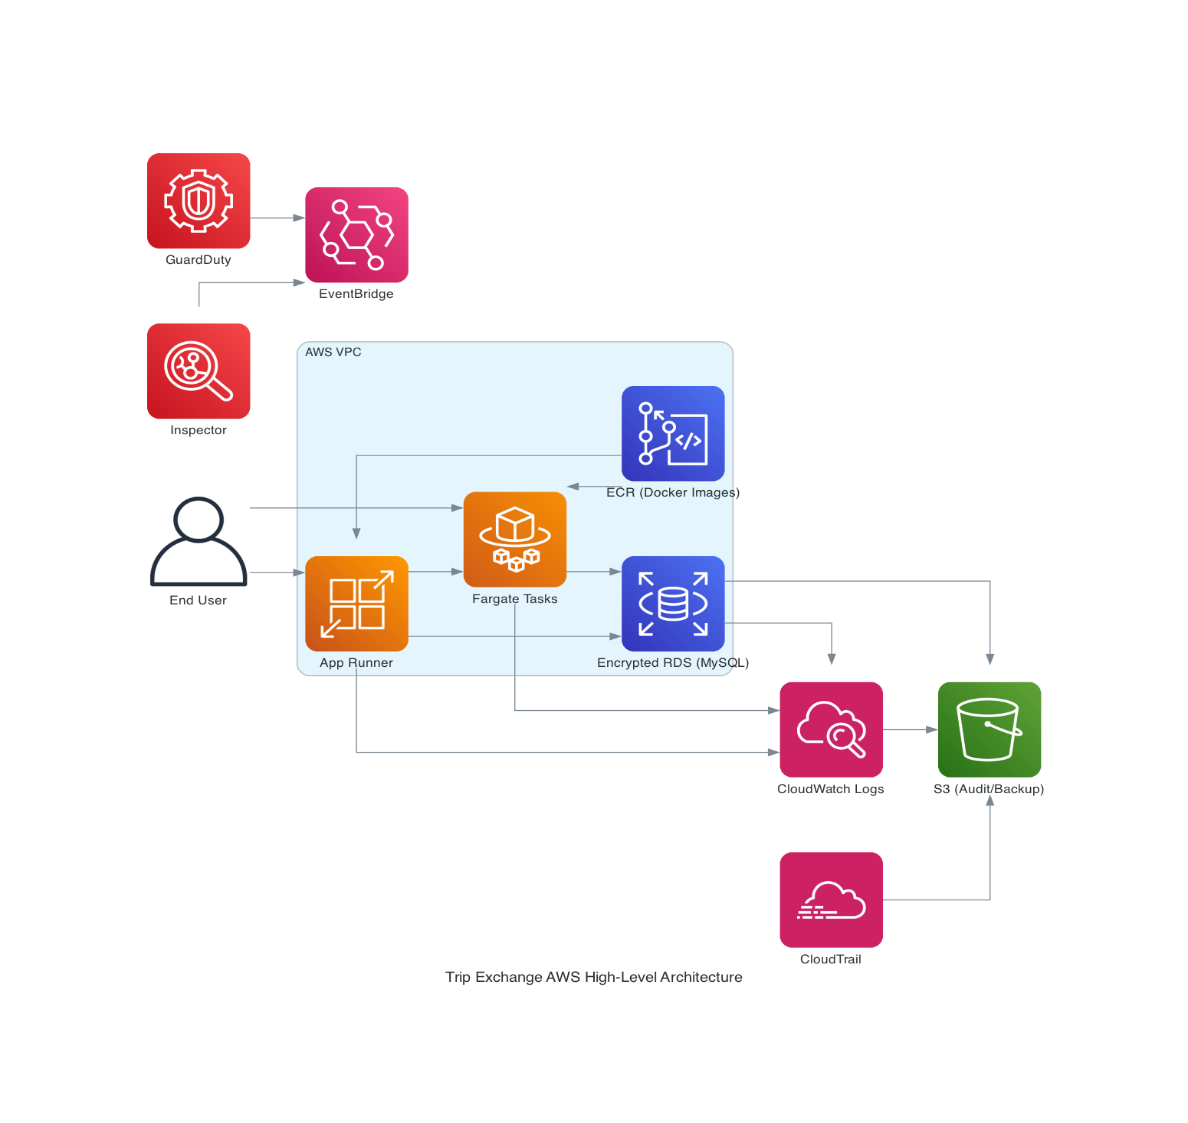 GuardDuty
EventBridge
AWS VPC
Inspector
ECR (Docker Images)
End User
Fargate Tasks
App Runner
Encrypted RDS (MySQL)
CloudWatch Logs
S3 (Audit/Backup)
CloudTrail
Trip Exchange AWS High-Level Architecture